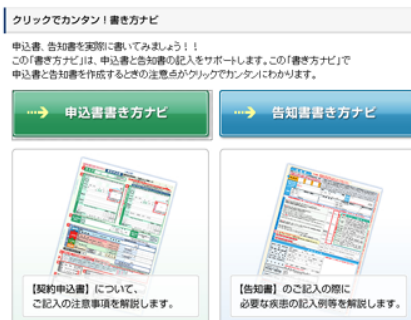 クリックでカンタン！書き方ナビ
申込書、告知書を実際に書いてみましょう！！
この「書き方ナビ」は、申込書と告知書の記入をサポートします。この「書き方ナビ」で
申込書と告知書を作成するときの注意点がクリックでカンタンにわかります。
申込書書き方ナビ
告知書書き方ナビ
【契約申込書】について、
ご記入の注意事項を解説します。
【告知書】のご記入の際に
必要な疾患の記入例等を解説します。